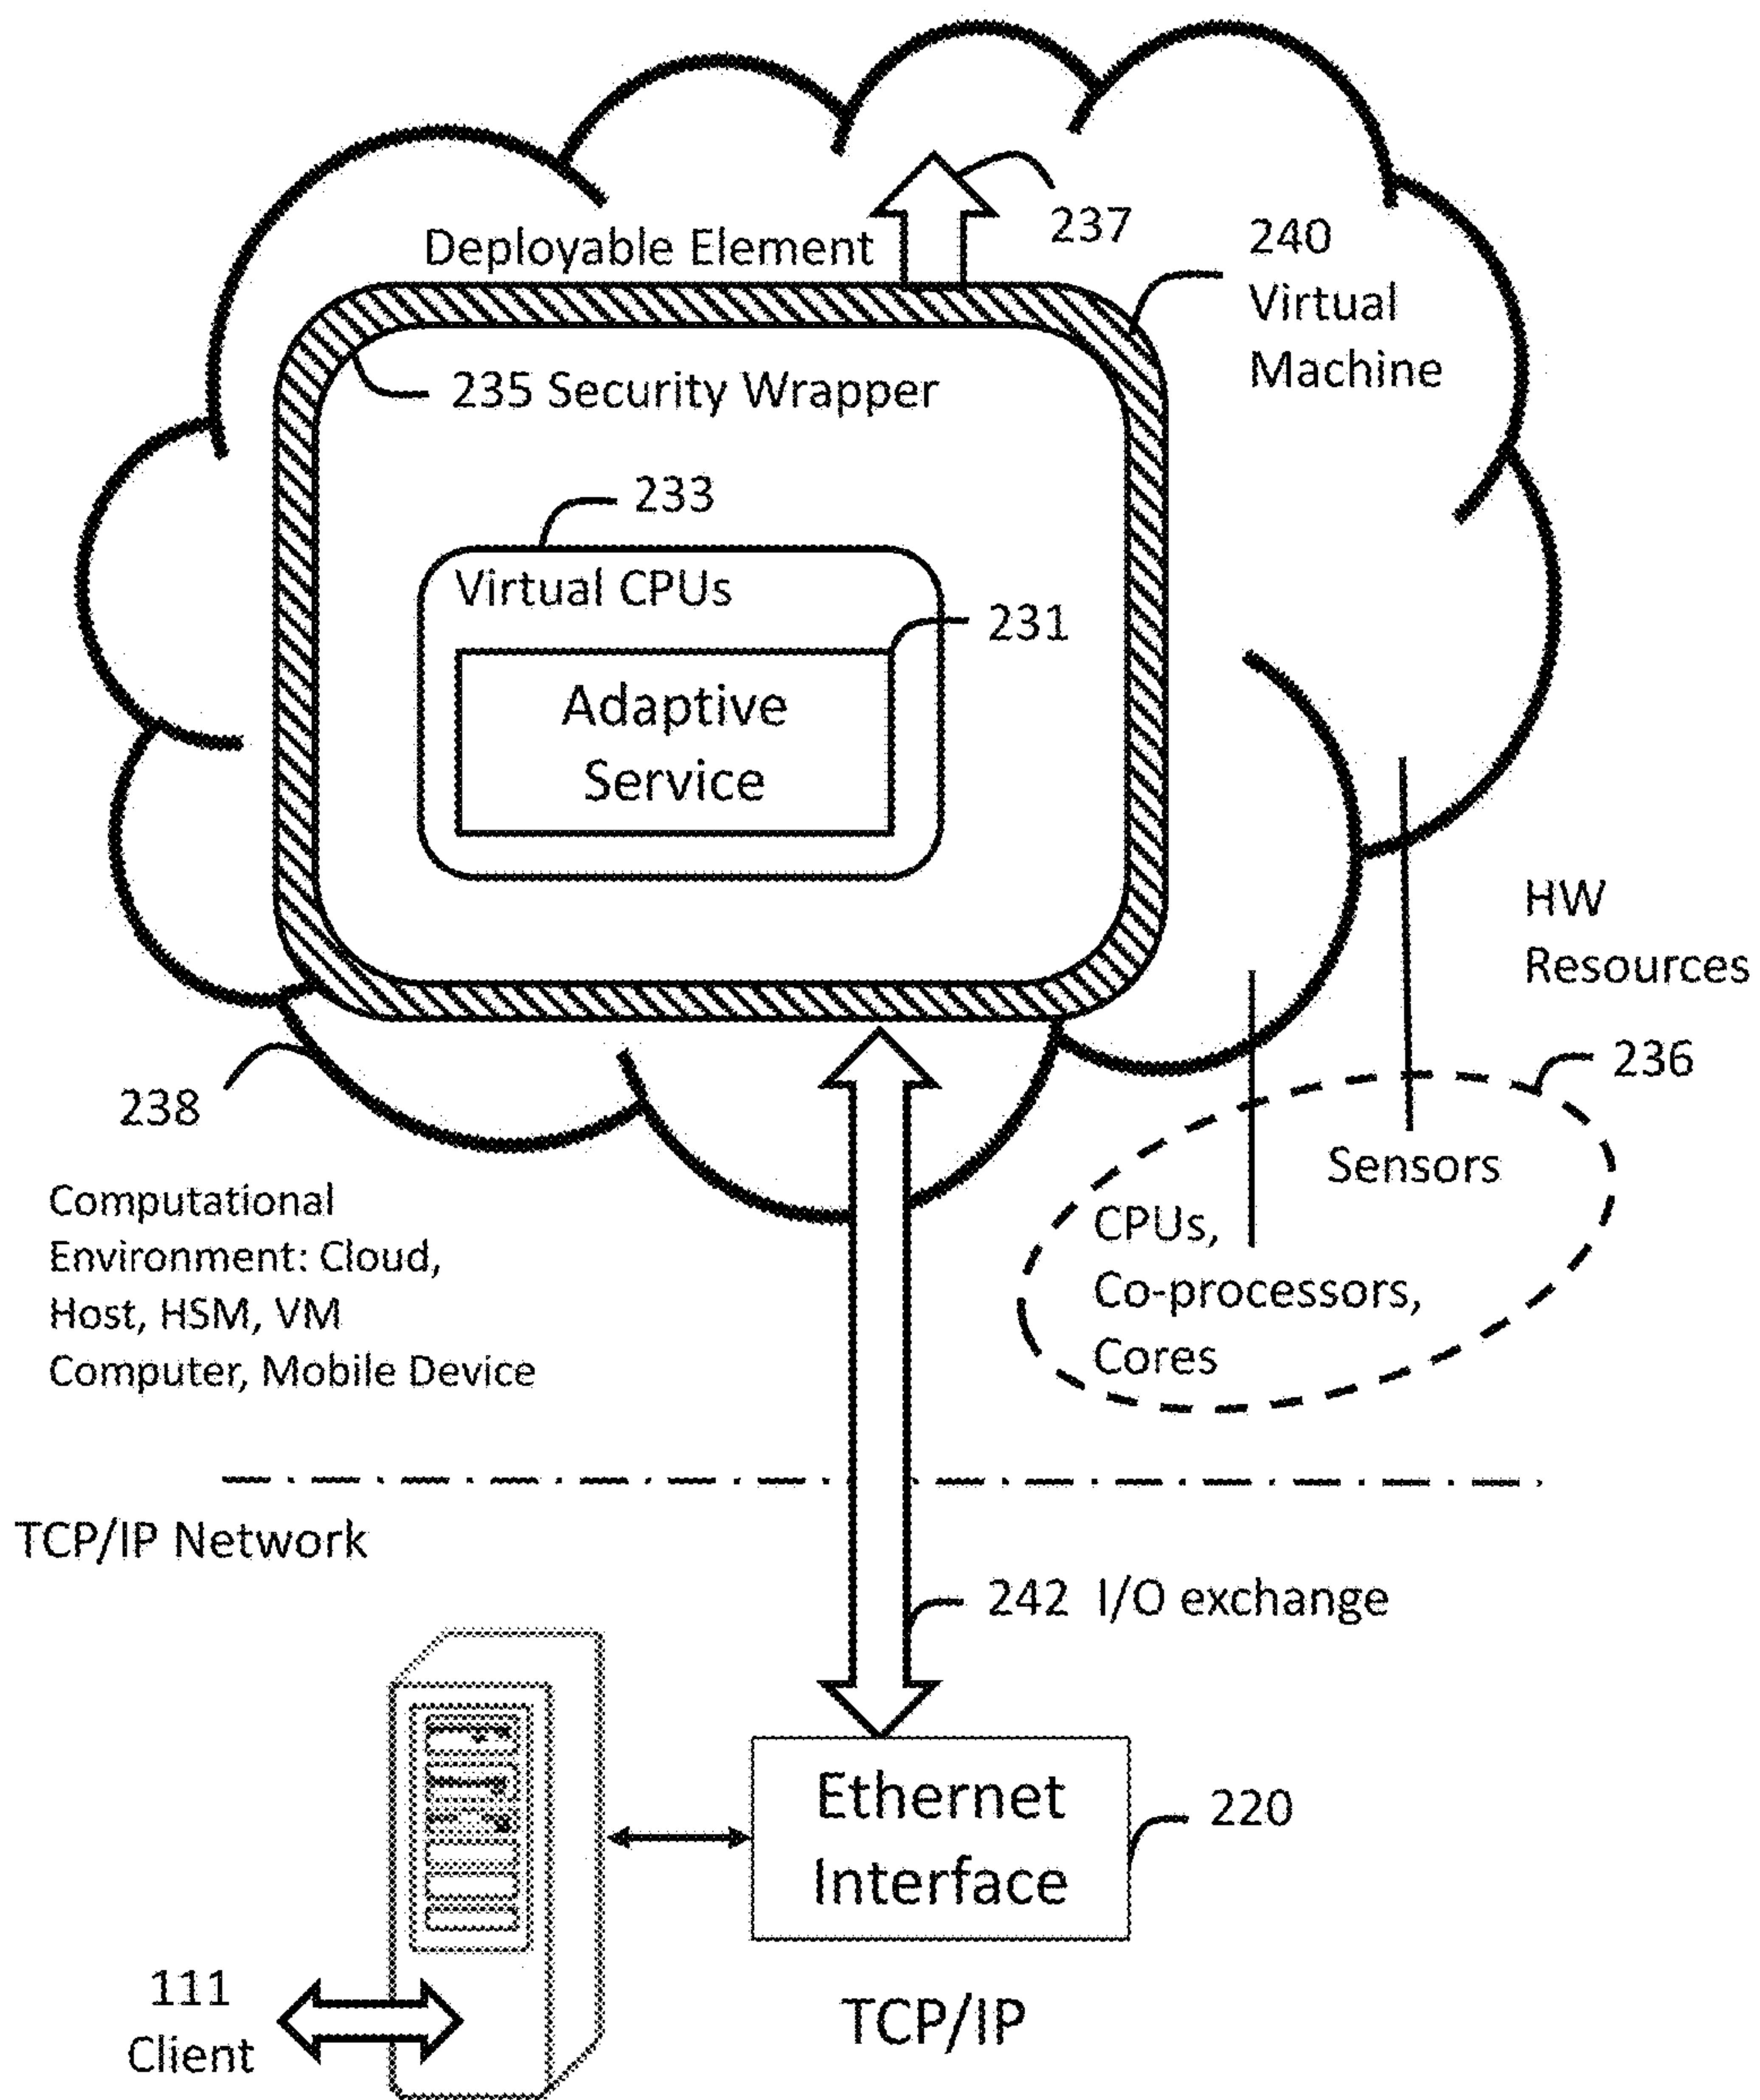 237
240
Virtual
Machine
Deployable Element
235 Security Wrapper
233
Virtual CPUs
231
Adaptive
Service
HW
Resources
236
238
Sensors
CPUs,
Co-processors,
Cores
Computational
Environment: Cloud,
Host, HSM, VM
Computer, Mobile Device
TCP/IP Network
242 I/O exchange
Ethernet
Interface
220
111
Client
TCP/IP